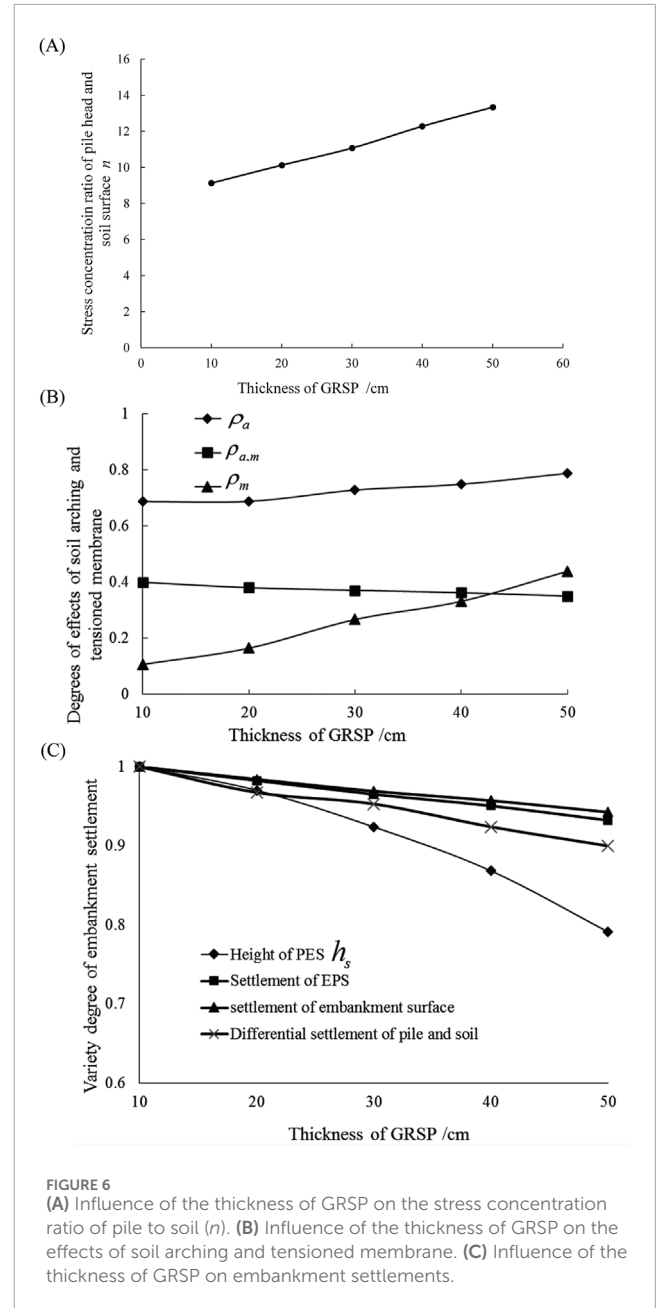 (A)
Stress concentratioin ratio of pile head and
soil surface n
16
14
12
10
8
6
4
2
0
0 10 20 30 40 50 60
Thickness of GRSP /cm
(B)
Degrees of effects of soil arching and
tensioned membrane
1
0.8
0.6
0.4
0.2
0
ρa
ρa.m
ρm
10 20 30 40 50
Thickness of GRSP /cm
(C)
Variety degree of embankment settlement
1
0.9
0.8
0.7
0.6
Height of PES hs
Settlement of EPS
settlement of embankment surface
Differential settlement of pile and soil
10 20 30 40 50
Thickness of GRSP /cm
FIGURE 6
(A) Influence of the thickness of GRSP on the stress concentration
ratio of pile to soil (n). (B) Influence of the thickness of GRSP on the
effects of soil arching and tensioned membrane. (C) Influence of the
thickness of GRSP on embankment settlements.